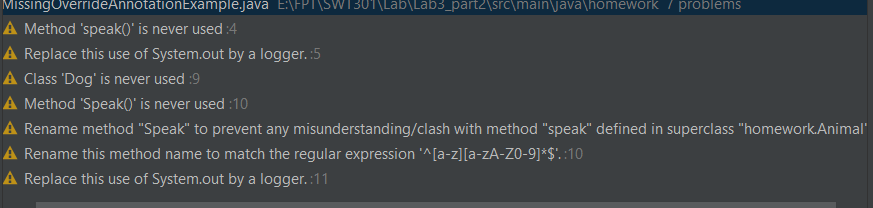 MissingOverrideAnnotationExample.java E:\FPT\SWT301\Lab\Lab3_part2\src\main\java\homework 7 problems
Method 'speak()' is never used :4
Replace this use of System.out by a logger. :5
Class 'Dog' is never used :9
Method 'Speak()' is never used :10
Rename method "Speak" to prevent any misunderstanding/clash with method "speak" defined in superclass "homework.Animal"
Rename this method name to match the regular expression '^[a-z][a-zA-Z0-9]*$'. :10
Replace this use of System.out by a logger. :11